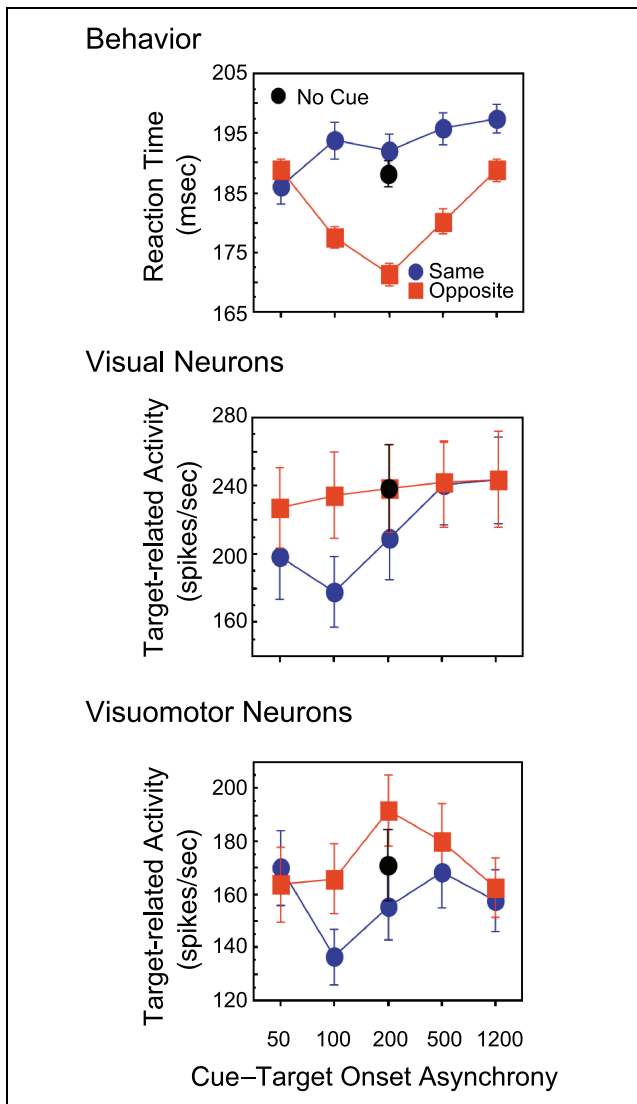 Behavior
205
195
185
175
165
Reaction Time
(msec)
No Cue
Same
Opposite
Visual Neurons
280
240
200
160
Target-related Activity
(spikes/sec)
Visuomotor Neurons
200
180
160
140
120
Target-related Activity
(spikes/sec)
50 100 200 500 1200
Cue–Target Onset Asynchrony